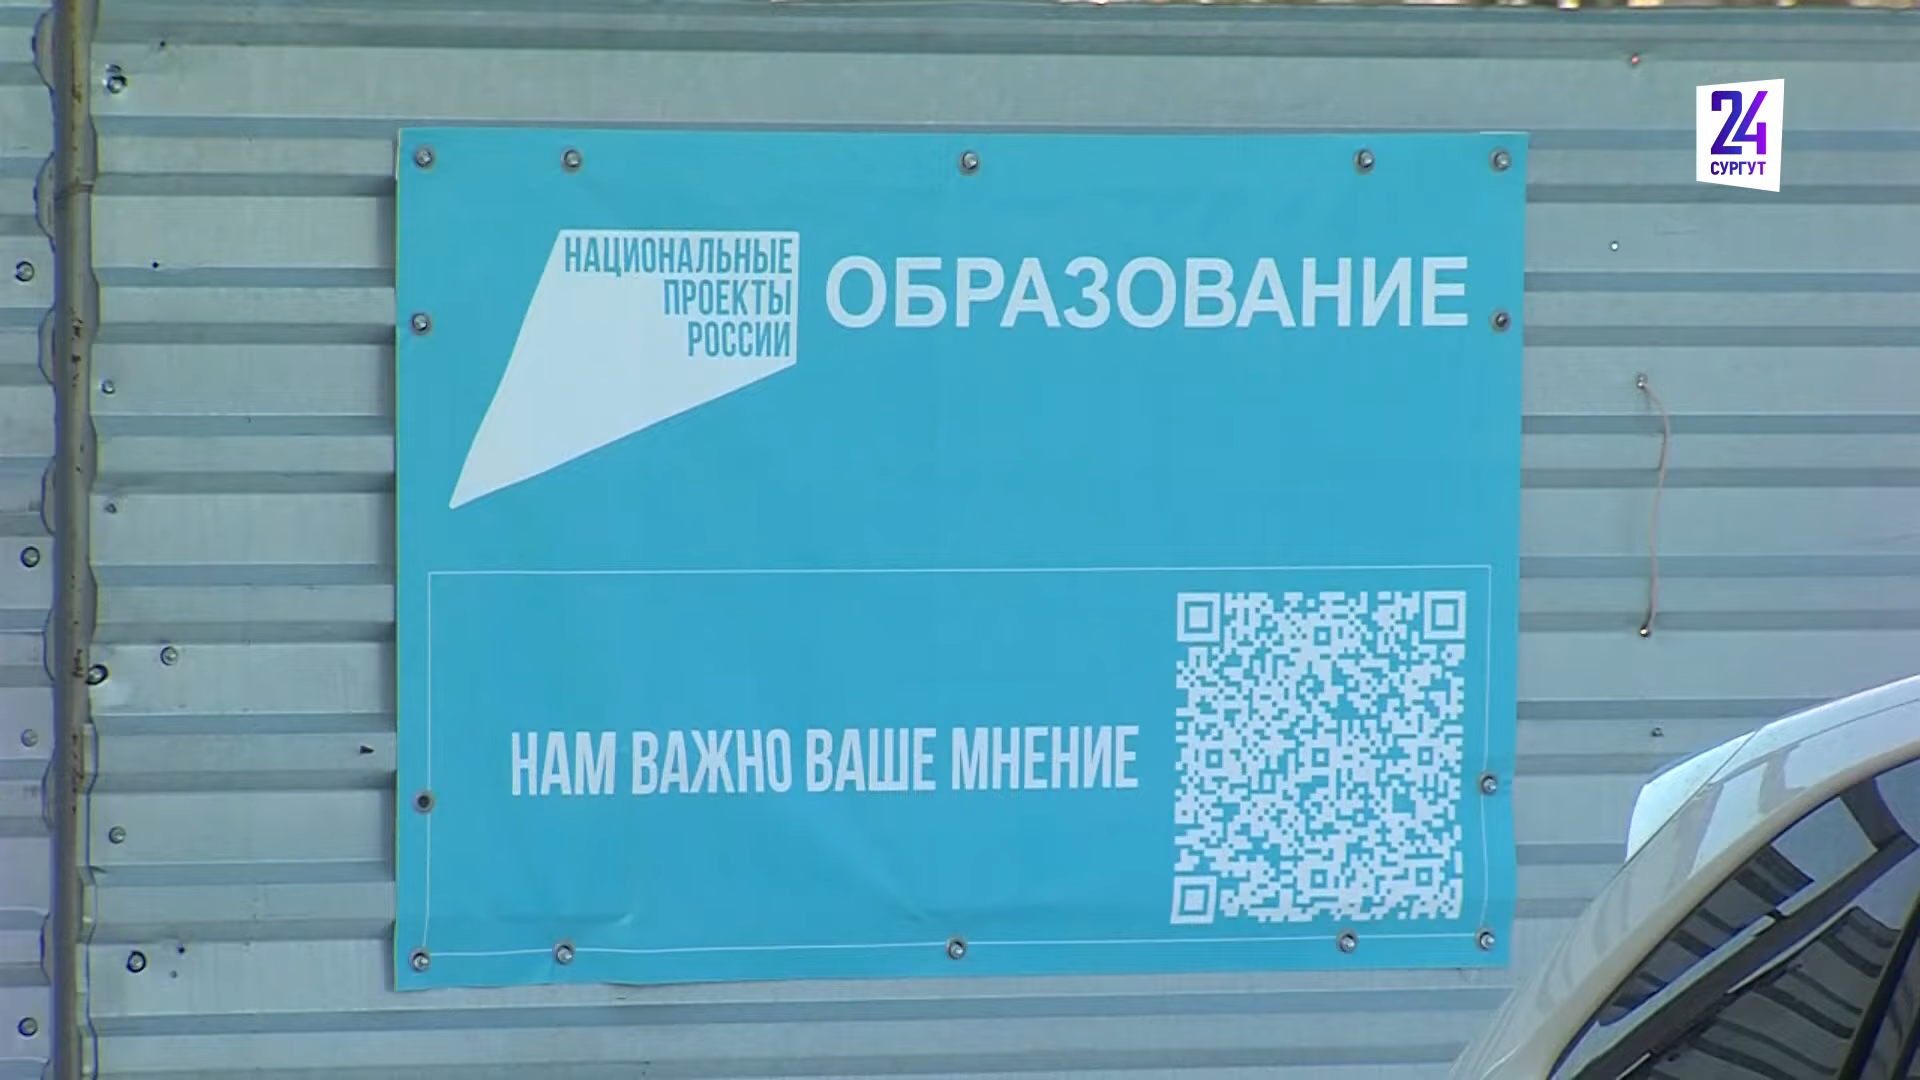 24
СУРГУТ
НАЦИОНАЛЬНЫЕ
ПРОЕКТЫ
РОССИИ
ОБРАЗОВАНИЕ
НАМ ВАЖНО ВАШЕ МНЕНИЕ